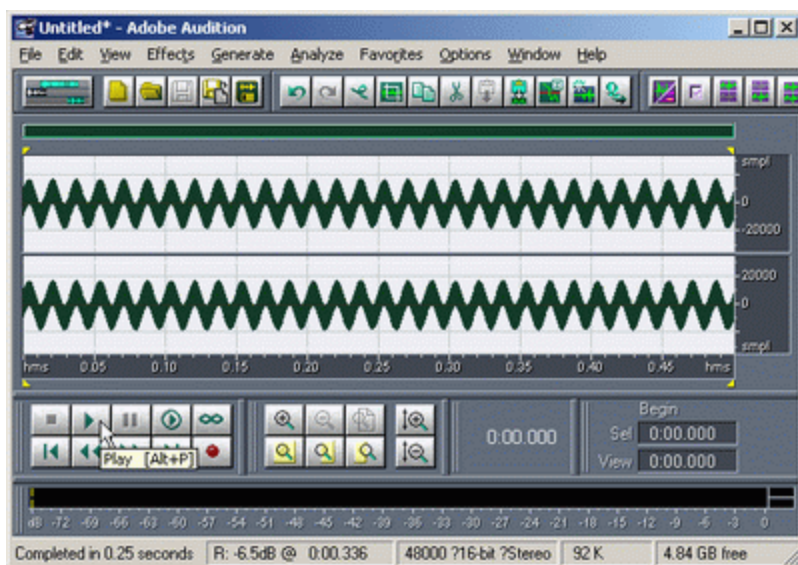 Untitled* - Adobe Audition
File Edit View Effects Generate Analyze Favorites Options Window Help
smpl
-0
-20000
-20000
-0
smpl
hms 0.05 0.10 0.15 0.20 0.25 0.30 0.35 0.40 0.45 hms
Begin
0:00.000 Sel 0:00.000
Play [Alt+P]
View 0:00.000
dB -72 -69 -66 -63 -60 -57 -54 -51 -48 -45 -42 -39 -36 -33 -30 -27 -24 -21 -18 -15 -12 -9 -6 -3 0
Completed in 0.25 seconds R: -6.5dB @ 0:00.336 48000 ?16-bit ?Stereo 92 K 4.84 GB free